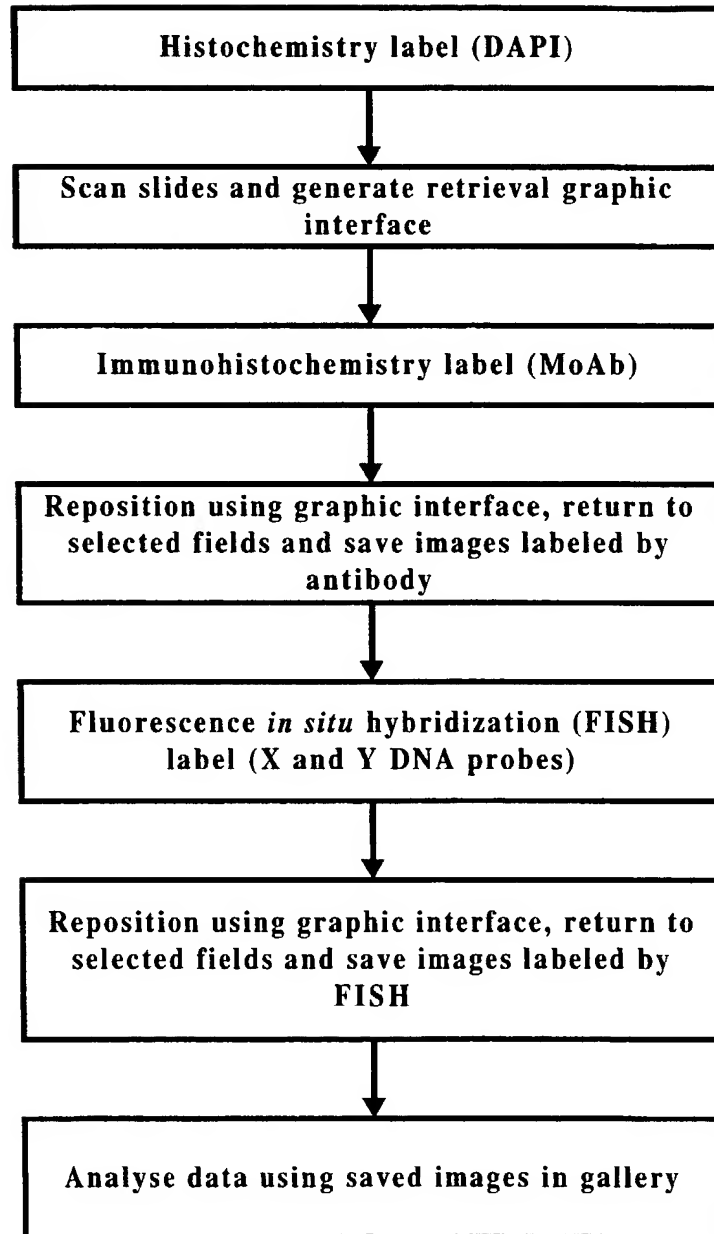 Histochemistry label (DAPI)
Scan slides and generate retrieval graphic
interface
Immunohistochemistry label (MoAb)
Reposition using graphic interface, return to
selected fields and save images labeled by
antibody
Fluorescence in situ hybridization (FISH)
label (X and Y DNA probes)
Reposition using graphic interface, return to
selected fields and save images labeled by
FISH
Analyse data using saved images in gallery